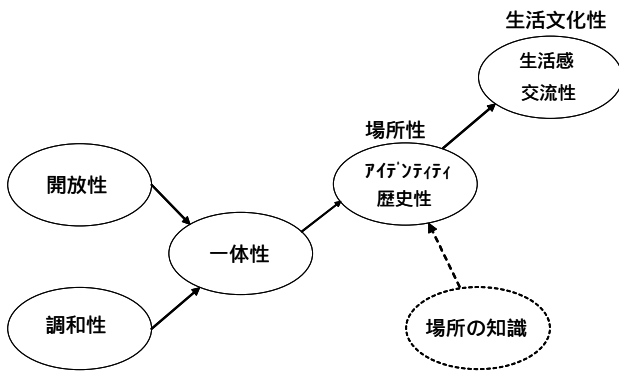 生活文化性
生活感
交流性
場所性
ｱｲﾃﾞﾝﾃｨﾃｨ
歴史性
開放性
一体性
調和性
場所の知識